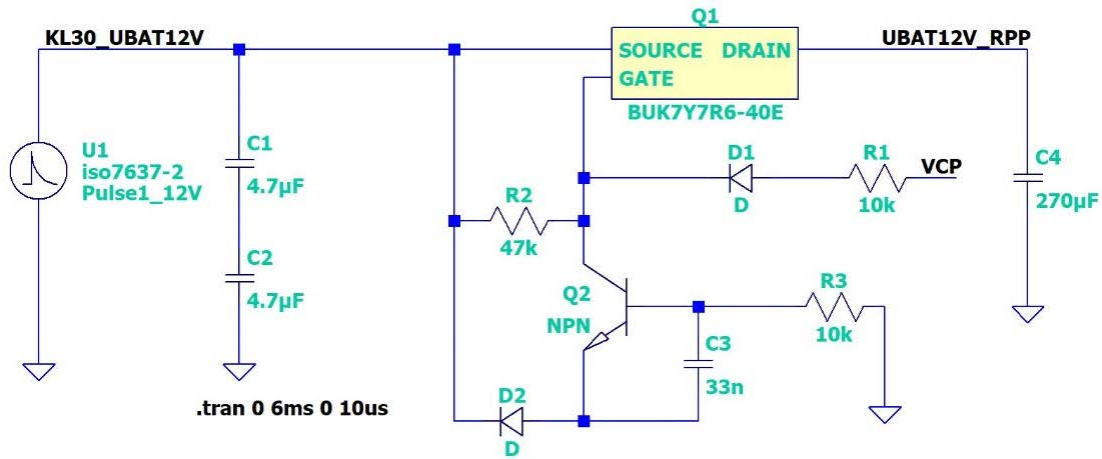 Q1
KL30_UBAT12V
SOURCE DRAIN
UBAT12V_RPP
GATE
BUK7Y7R6-40E
U1
iso7637-2
Pulse1_12V
C1
4.7µF
D1
D
R1
10k
VCP
C4
270µF
R2
47k
C2
4.7µF
Q2
NPN
R3
10k
C3
33n
.tran 0 6ms 0 10us
D2
D